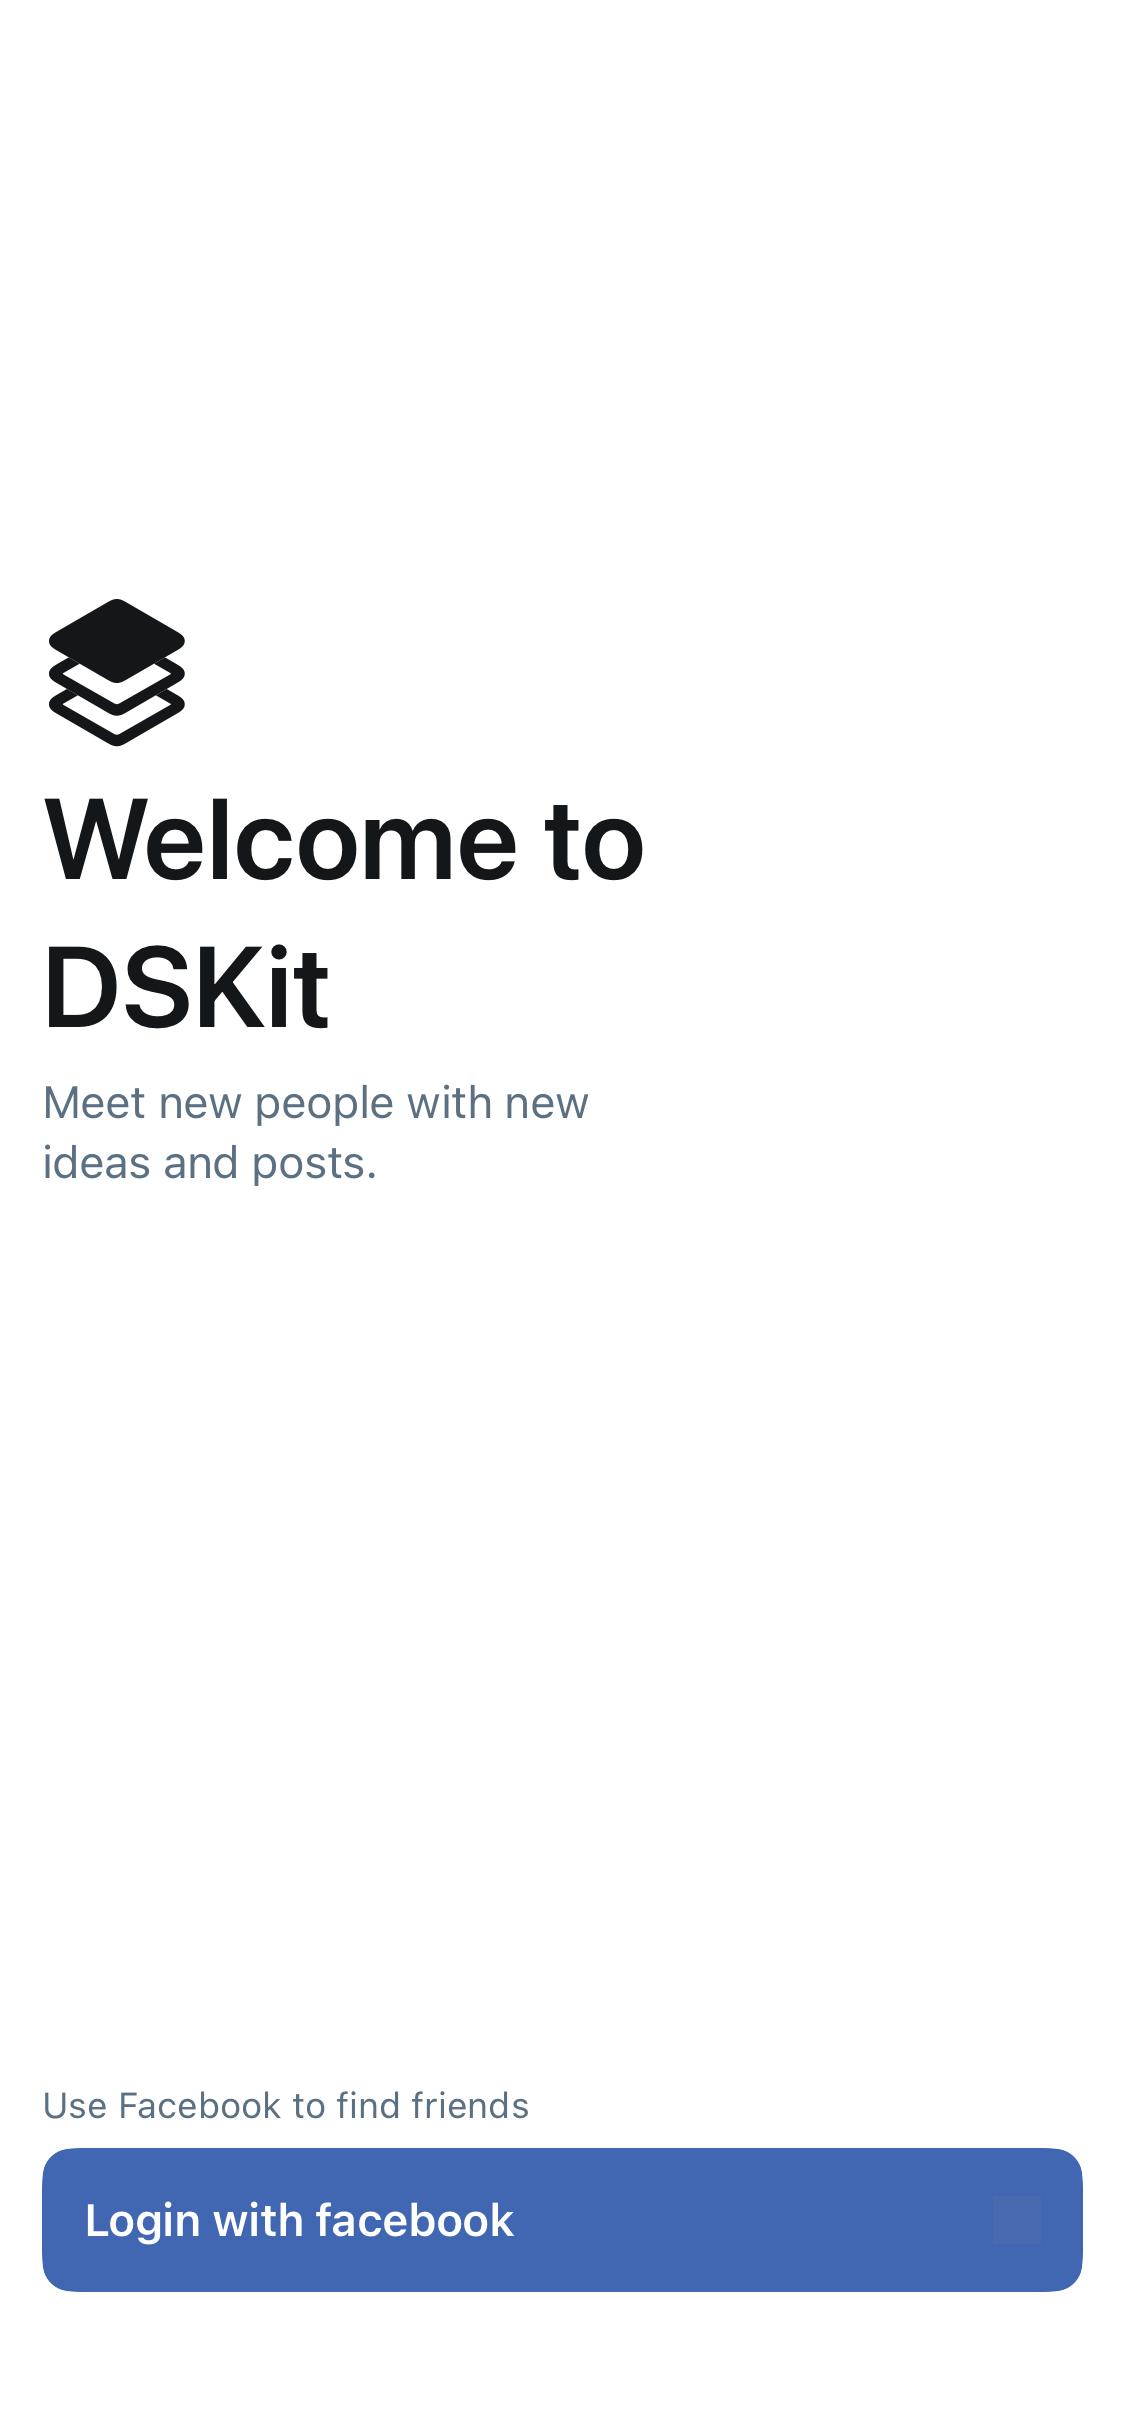 Welcome to
DSKit
Meet new people with new
ideas and posts.
Use Facebook to find friends
Login with facebook